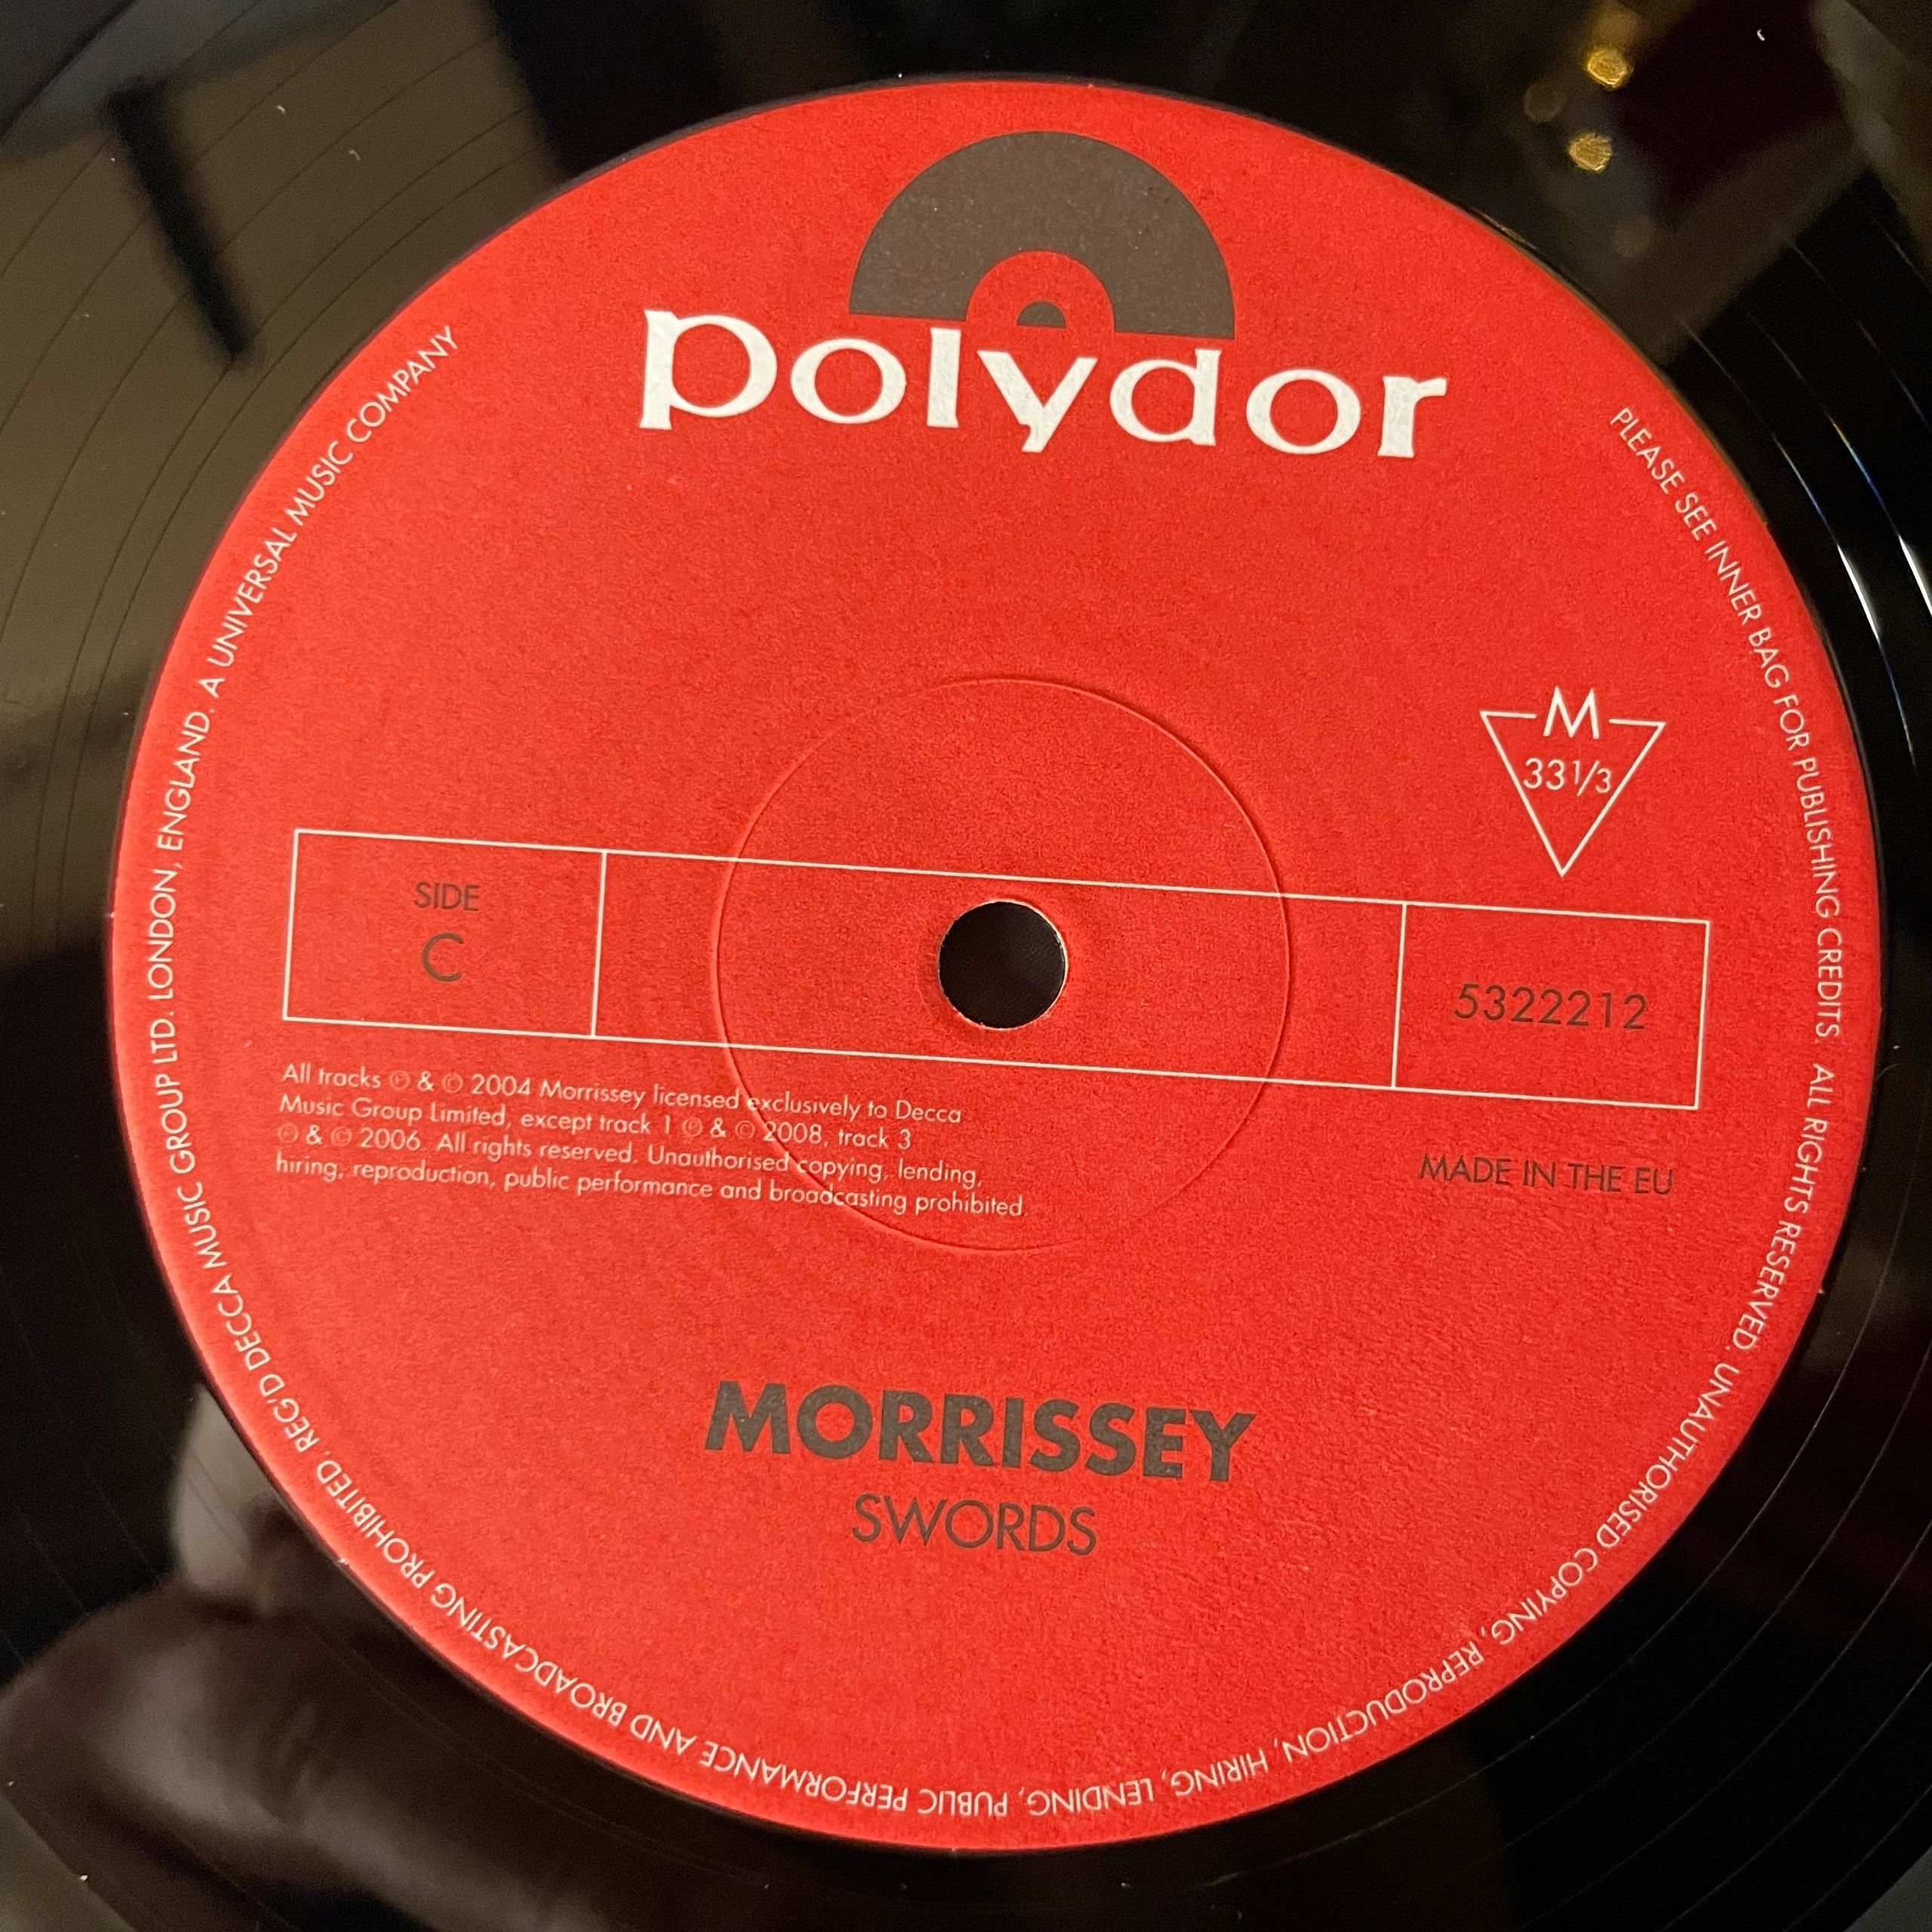 polydor
M
33 1/3
SIDE
C
5322212
All tracks ℗ & © 2004 Morrissey licensed exclusively to Decca
Music Group Limited, except track 1 ℗ & © 2008, track 3
℗ & © 2006. All rights reserved. Unauthorised copying, lending,
hiring, reproduction, public performance and broadcasting prohibited
MADE IN THE EU
MORRISSEY
SWORDS
PLEASE SEE INNER BAG FOR PUBLISHING CREDITS. ALL RIGHTS RESERVED. UNAUTHORISED COPYING, REPRODUCTION, HIRING, LENDING, PUBLIC PERFORMANCE AND BROADCASTING PROHIBITED. REG'D DECCA MUSIC GROUP LTD. LONDON, ENGLAND. A UNIVERSAL MUSIC COMPANY